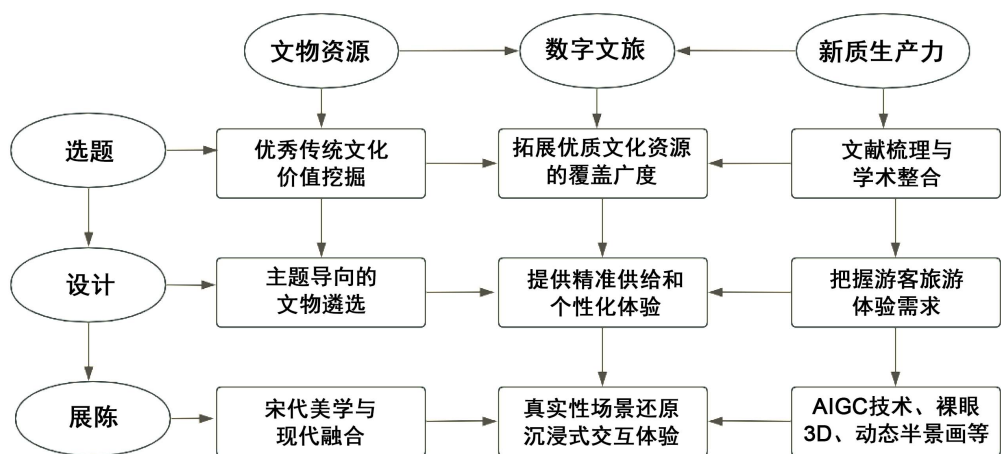 文物资源
数字文旅
新质生产力
选题
优秀传统文化
价值挖掘
拓展优质文化资源
的覆盖广度
文献梳理与
学术整合
设计
主题导向的
文物遴选
提供精准供给和
个性化体验
把握游客旅游
体验需求
展陈
宋代美学与
现代融合
真实性场景还原
沉浸式交互体验
AIGC技术、裸眼
3D、动态半景画等